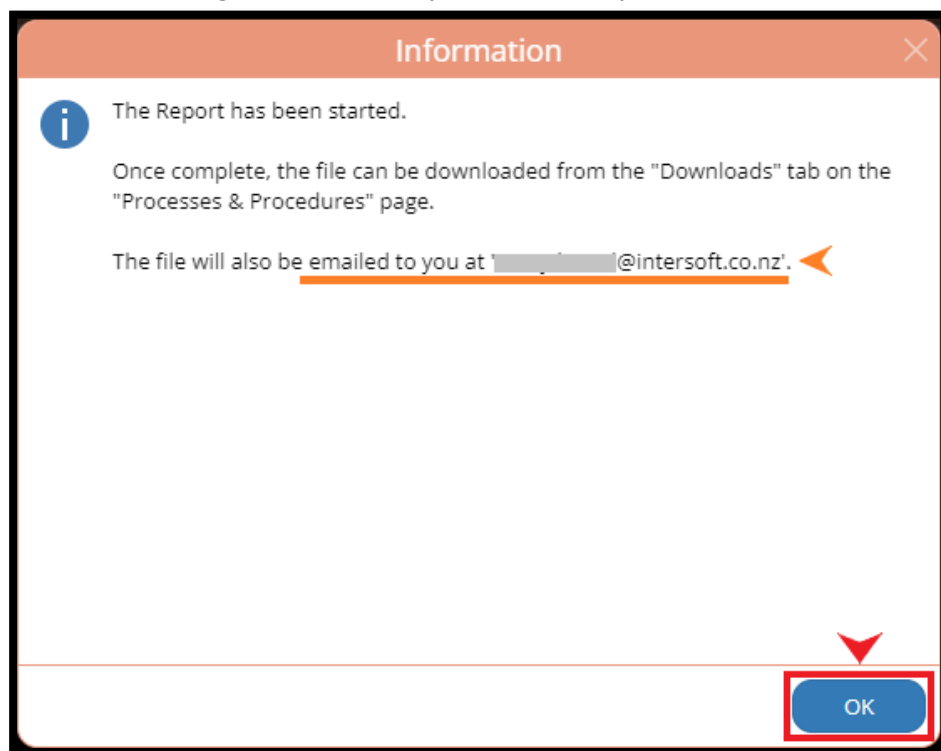 Information
The Report has been started.
Once complete, the file can be downloaded from the "Downloads" tab on the
"Processes & Procedures" page.
The file will also be emailed to you at '@intersoft.co.nz'.
OK